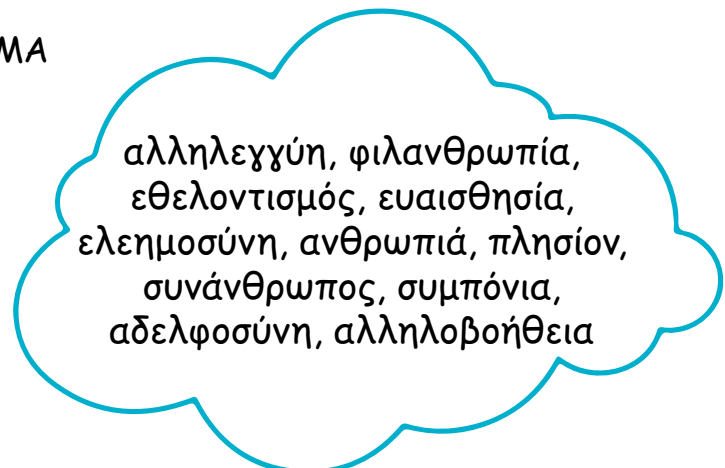 ΜΑ
αλληλεγγύη, φιλανθρωπία,
εθελοντισμός, ευαισθησία,
ελεημοσύνη, ανθρωπιά, πλησίον,
συνάνθρωπος, συμπόνια,
αδελφοσύνη, αλληλοβοήθεια